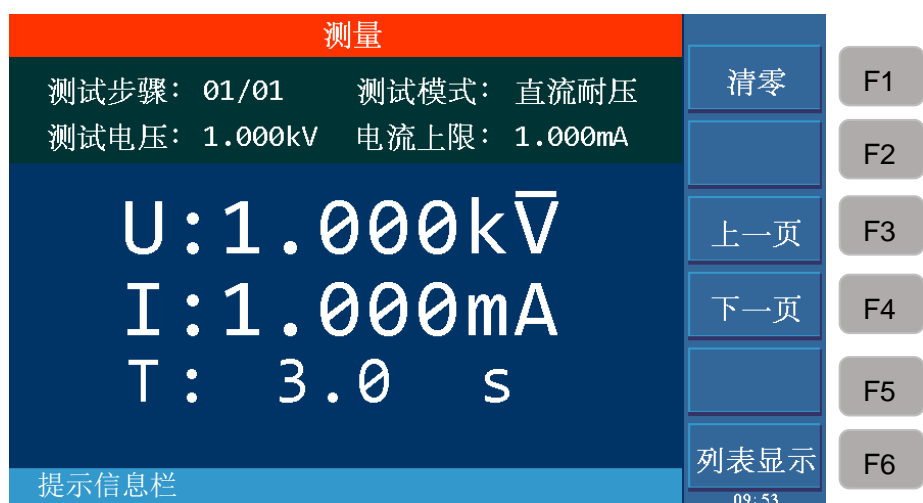 测量
测试步骤: 01/01 测试模式: 直流耐压
测试电压: 1.000kV 电流上限: 1.000mA
U:1.000kV
I:1.000mA
T: 3.0 s
提示信息栏
清零
上一页
下一页
列表显示
09:53
F1
F2
F3
F4
F5
F6